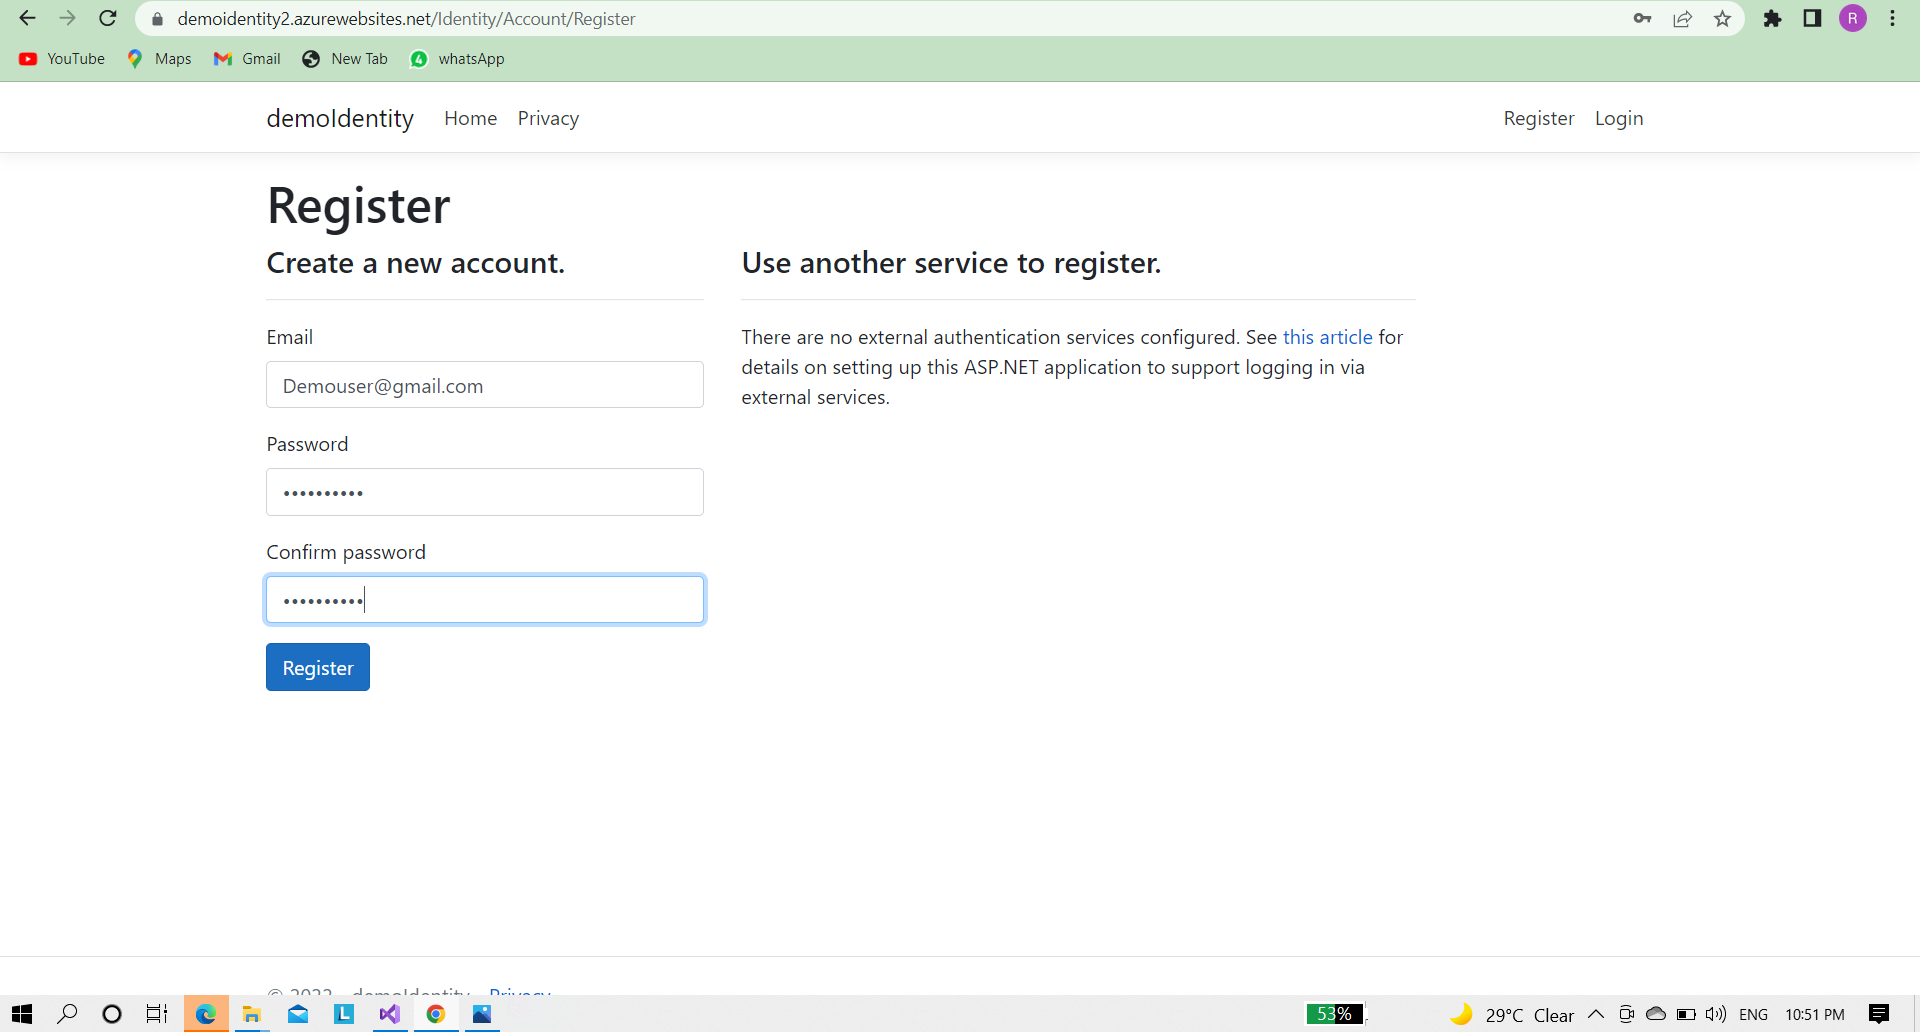 demoidentity2.azurewebsites.net/Identity/Account/Register
R
YouTube Maps Gmail New Tab 4 whatsApp
demoIdentity Home Privacy Register Login
Register
Create a new account.
Use another service to register.
Email
Demouser@gmail.com
Password
••••••••••
Confirm password
••••••••••
Register
There are no external authentication services configured. See this article for
details on setting up this ASP.NET application to support logging in via
external services.
demoIdentity Privacy
L 53% 29°C Clear ENG 10:51 PM